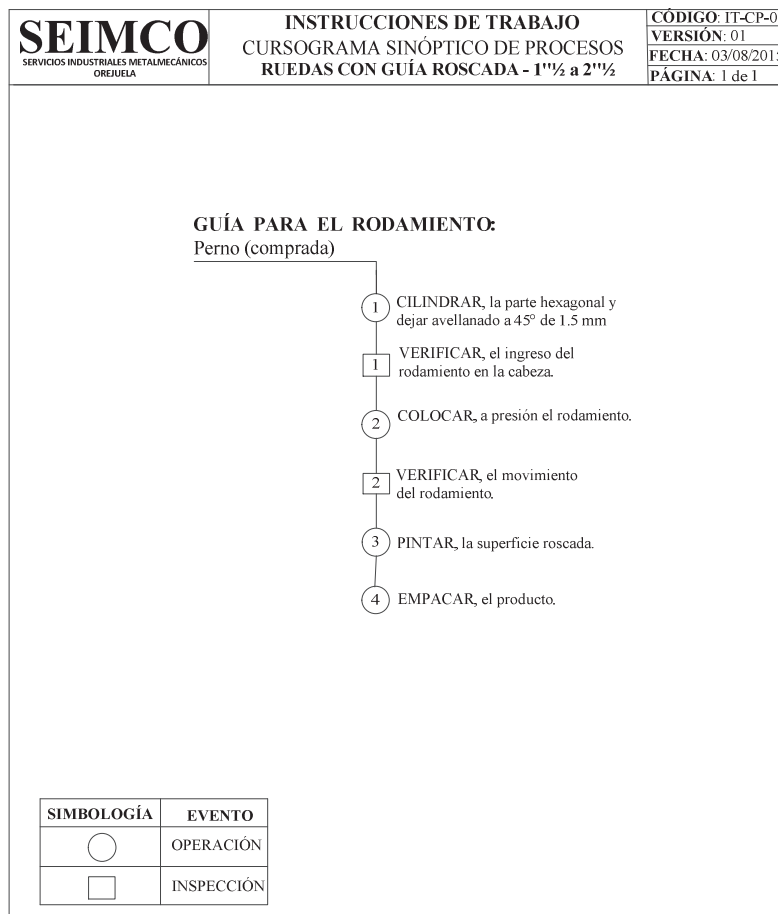 SEIMCO
SERVICIOS INDUSTRIALES METALMECÁNICOS
OREJUELA
INSTRUCCIONES DE TRABAJO
CURSOGRAMA SINÓPTICO DE PROCESOS
RUEDAS CON GUÍA ROSCADA - 1"½ a 2"½
CÓDIGO: IT-CP-0
VERSIÓN: 01
FECHA: 03/08/201
PÁGINA: 1 de 1
GUÍA PARA EL RODAMIENTO:
Perno (comprada)
1 CILINDRAR, la parte hexagonal y
dejar avellanado a 45° de 1.5 mm
1 VERIFICAR, el ingreso del
rodamiento en la cabeza.
2 COLOCAR, a presión el rodamiento.
2 VERIFICAR, el movimiento
del rodamiento.
3 PINTAR, la superficie roscada.
4 EMPACAR, el producto.
SIMBOLOGÍA EVENTO
OPERACIÓN
INSPECCIÓN